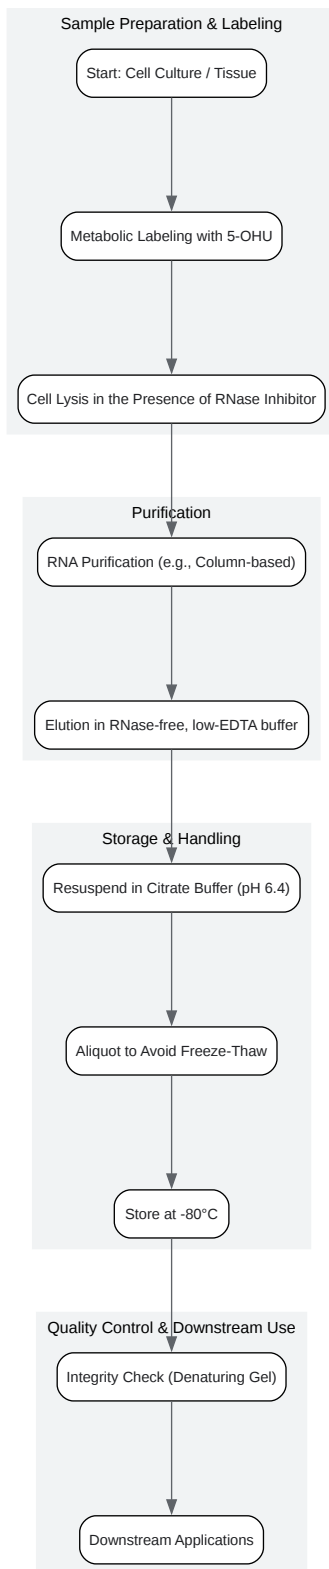 Sample Preparation & Labeling
Start: Cell Culture / Tissue
Metabolic Labeling with 5-OHU
Cell Lysis in the Presence of RNase Inhibitor
Purification
RNA Purification (e.g., Column-based)
Elution in RNase-free, low-EDTA buffer
Storage & Handling
Resuspend in Citrate Buffer (pH 6.4)
Aliquot to Avoid Freeze-Thaw
Store at -80°C
Quality Control & Downstream Use
Integrity Check (Denaturing Gel)
Downstream Applications